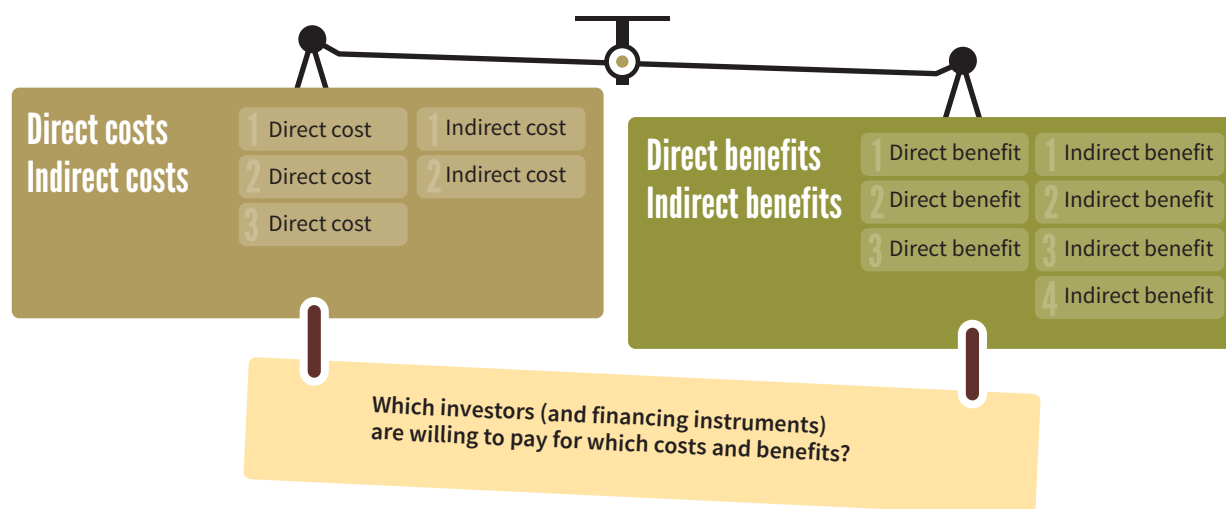 Direct costs
Indirect costs
1 Direct cost
2 Direct cost
3 Direct cost
1 Indirect cost
2 Indirect cost
Direct benefits
Indirect benefits
1 Direct benefit
2 Direct benefit
3 Direct benefit
1 Indirect benefit
2 Indirect benefit
3 Indirect benefit
4 Indirect benefit
Which investors (and financing instruments)
are willing to pay for which costs and benefits?